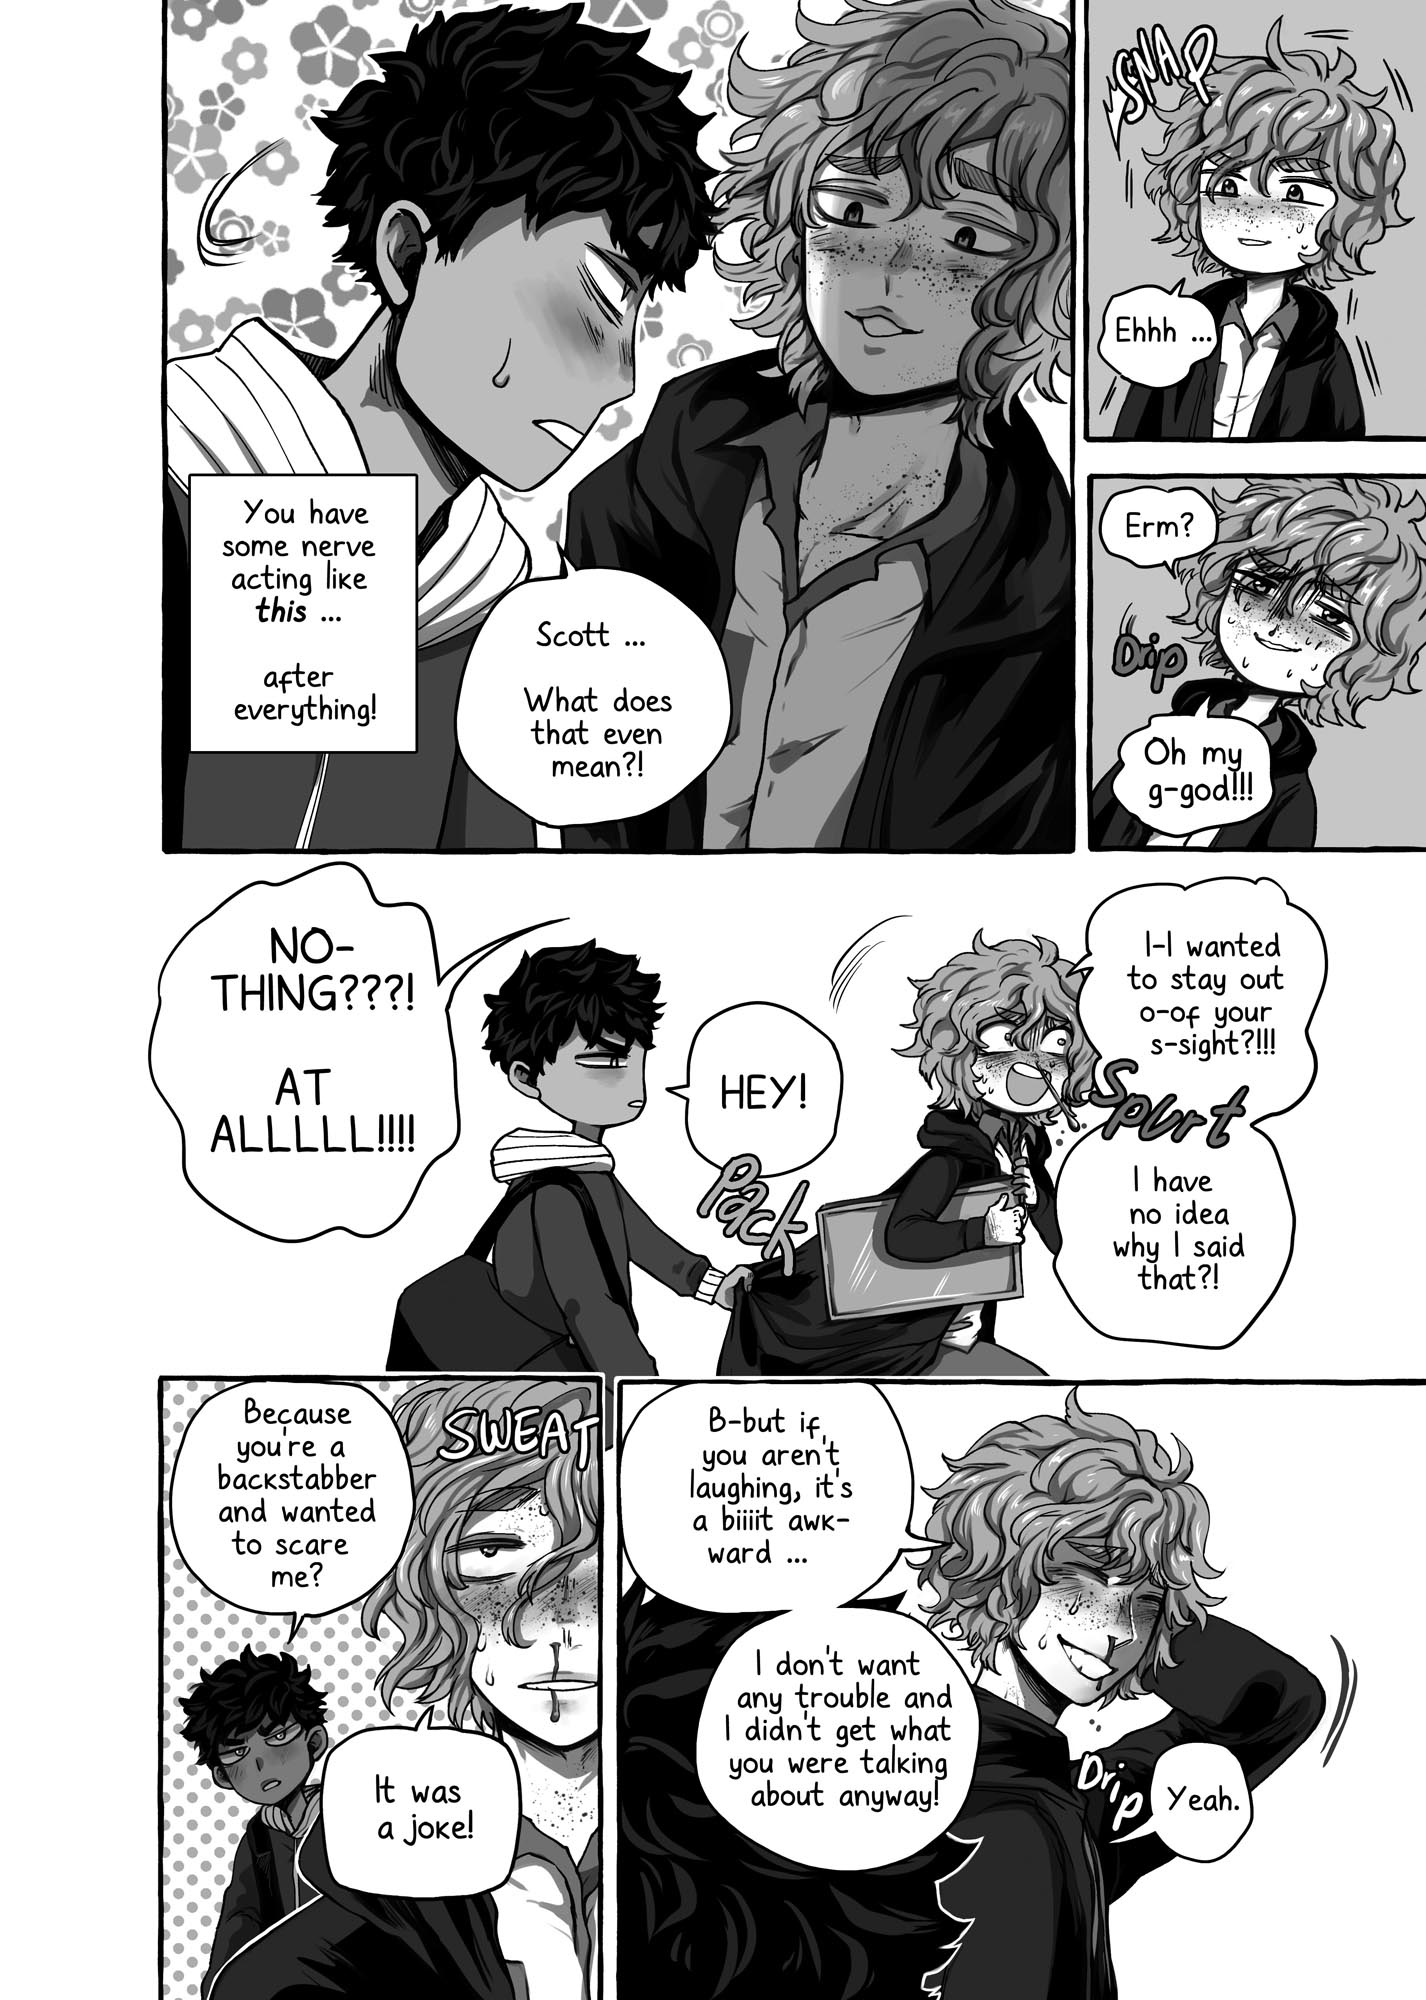 You have
some nerve
acting like
this ...
after
everything!
Scott ...
What does
that even
mean?!
SNAP
Ehhh ...
Erm?
Drip
Oh my
g-god!!!
NO-
THING???!
AT
ALLLLL!!!!
HEY!
Pack
I-I wanted
to stay out
o-of your
s-sight?!!!
Spurt
I have
no idea
why I said
that?!
Because
you're a
backstabber
and wanted
to scare
me?
SWEAT
It was
a joke!
B-but if
you aren't
laughing, it's
a biiiit awk-
ward ...
I don't want
any trouble and
I didn't get what
you were talking
about anyway!
Drip
Yeah.